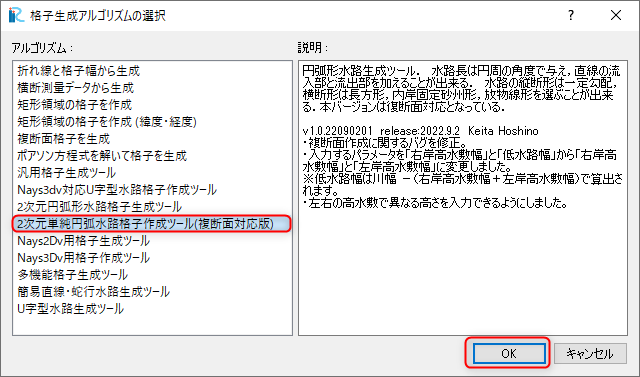 格子生成アルゴリズムの選択
アルゴリズム：
折れ線と格子幅から生成
横断測量データから生成
矩形領域の格子を作成
矩形領域の格子を作成 (緯度・経度)
複断面格子を生成
ポアソン方程式を解いて格子を生成
汎用格子生成ツール
Nays3dv対応U字型水路格子作成ツール
2次元円弧形水路格子生成ツール
2次元単純円弧水路格子作成ツール(複断面対応版)
Nays2Dv用格子生成ツール
Nays3Dv用格子作成ツール
多機能格子生成ツール
簡易直線・蛇行水路生成ツール
U字型水路生成ツール
説明：
円弧形水路生成ツール． 水路長は円周の角度で与え，直線の流
入部と流出部を加えることが出来る． 水路の縦断形は一定勾配，
横断形は長方形，内岸固定砂州形，放物線形を選ぶことが出来
る．本バージョンは復断面対応となっている．
v1.0.22090201 release:2022.9.2 Keita Hoshino
・複断面作成に関するバグを修正。
・入力するパラメータを「右岸高水敷幅」と「低水路幅」から「右岸高
水敷幅」と「左岸高水敷幅」に変更しました。
※低水路幅は川幅 －（右岸高水敷幅＋左岸高水敷幅）で算出さ
れます。
・左右の高水敷で異なる高さを入力できるようにしました。
OK
キャンセル